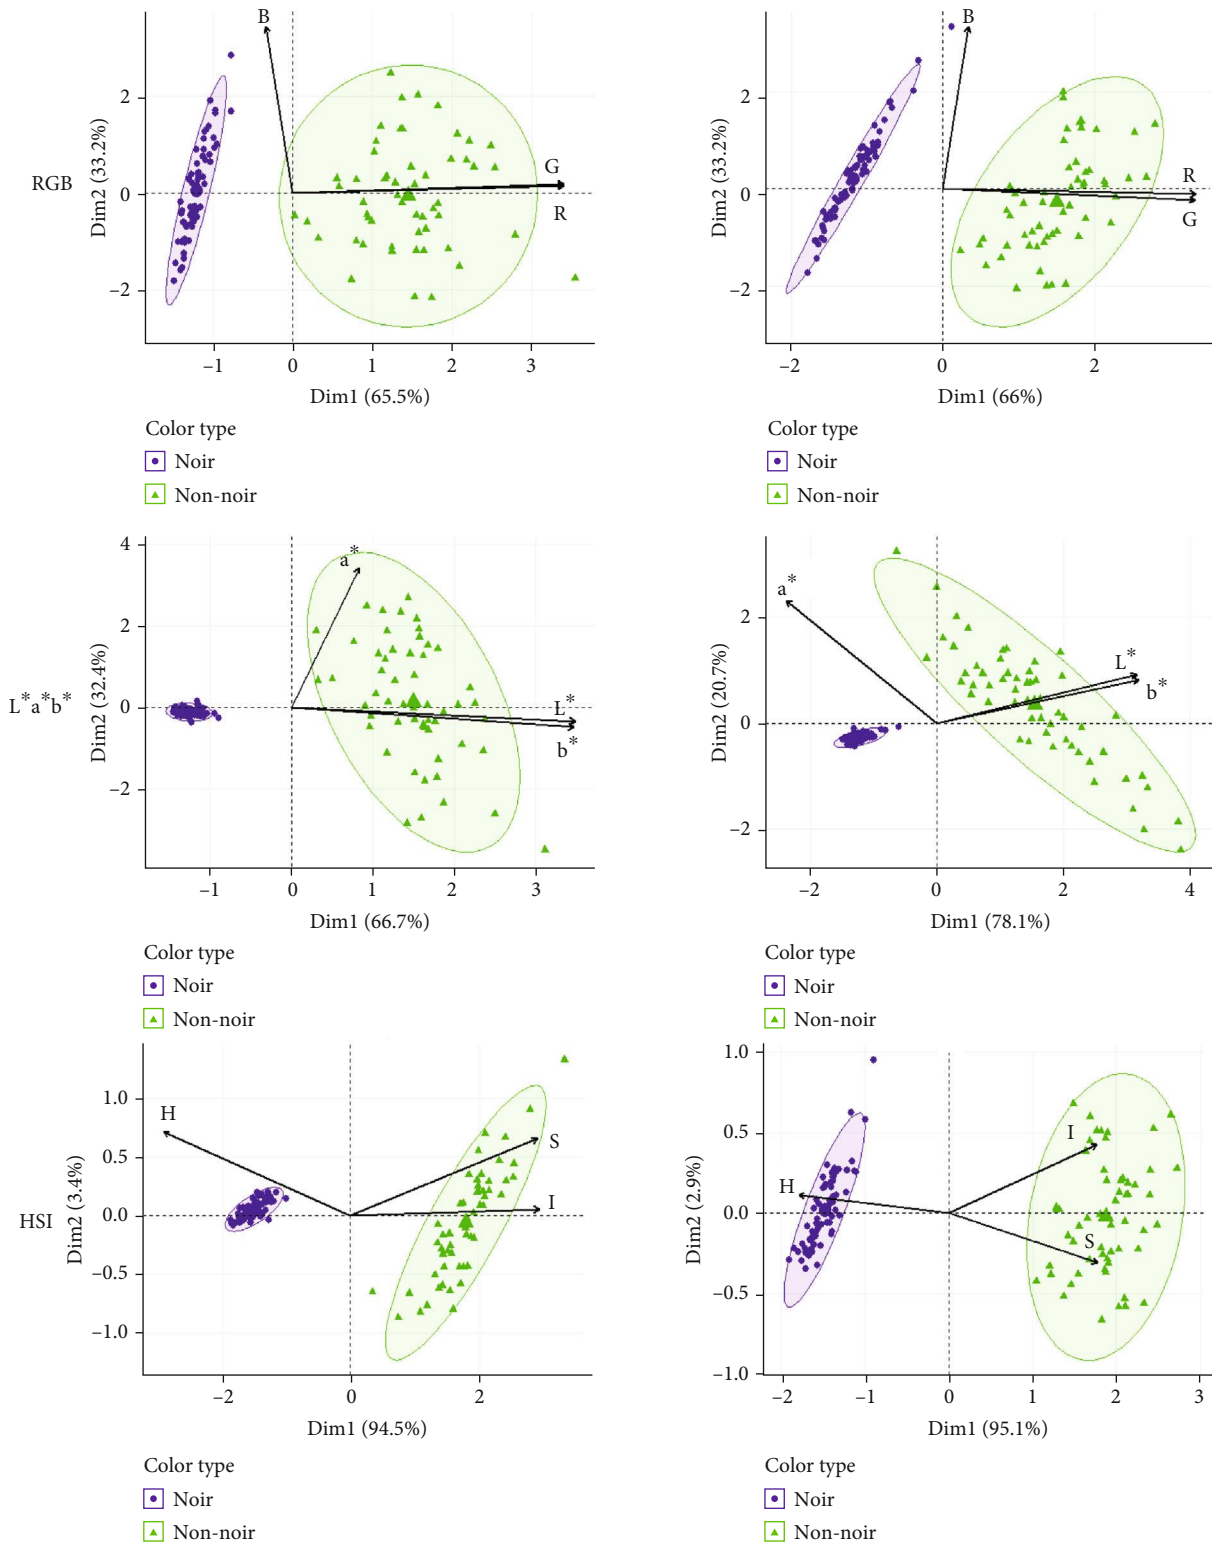 RGB
B
G
R
2
0
−2
Dim2 (33.2%)
−1
0
1
2
3
Dim1 (65.5%)
Color type
Noir
Non-noir
B
R
G
2
0
−2
Dim2 (33.2%)
−2
0
2
Dim1 (66%)
Color type
Noir
Non-noir
L*a*b*
a*
L*
b*
4
2
0
−2
Dim2 (32.4%)
−1
0
1
2
3
Dim1 (66.7%)
Color type
Noir
Non-noir
a*
L*
b*
2
0
−2
Dim2 (20.7%)
−2
0
2
4
Dim1 (78.1%)
Color type
Noir
Non-noir
HSI
H
S
I
1.0
0.5
0.0
−0.5
−1.0
Dim2 (3.4%)
−2
0
2
Dim1 (94.5%)
Color type
Noir
Non-noir
I
H
S
1.0
0.5
0.0
−0.5
−1.0
Dim2 (2.9%)
−2
−1
0
1
2
3
Dim1 (95.1%)
Color type
Noir
Non-noir